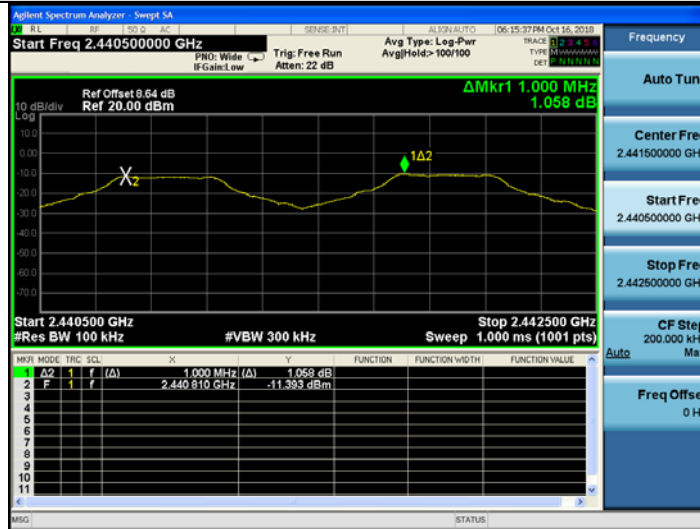 Agilent Spectrum Analyzer - Swept SA
RL RF 50 Ω AC SENSE:INT ALIGN AUTO 06:15:37 PM Oct 16, 2018
Start Freq 2.440500000 GHz
PNO: Wide
IFGain:Low
Trig: Free Run
Atten: 22 dB
Avg Type: Log-Pwr
Avg|Hold:>100/100
TRACE 1 2 3 4 5 6
TYPE MWWWWW
DET P N N N N N
Ref Offset 8.64 dB
Ref 20.00 dBm
ΔMkr1 1.000 MHz
1.058 dB
10 dB/div
Log
10.0
0.00
-10.0
-20.0
-30.0
-40.0
-50.0
-60.0
-70.0
X2
1Δ2
Start 2.440500 GHz
Stop 2.442500 GHz
#Res BW 100 kHz
#VBW 300 kHz
Sweep 1.000 ms (1001 pts)
MKR MODE TRC SCL X Y FUNCTION FUNCTION WIDTH FUNCTION VALUE
1 Δ2 1 f (Δ) 1.000 MHz (Δ) 1.058 dB
2 F 1 f 2.440 810 GHz -11.393 dBm
3
4
5
6
7
8
9
10
11
MSG
STATUS
Frequency
Auto Tun
Center Fre
2.441500000 GH
Start Fre
2.440500000 GH
Stop Fre
2.442500000 GH
CF Step
200.000 kH
Auto Ma
Freq Offse
0 H